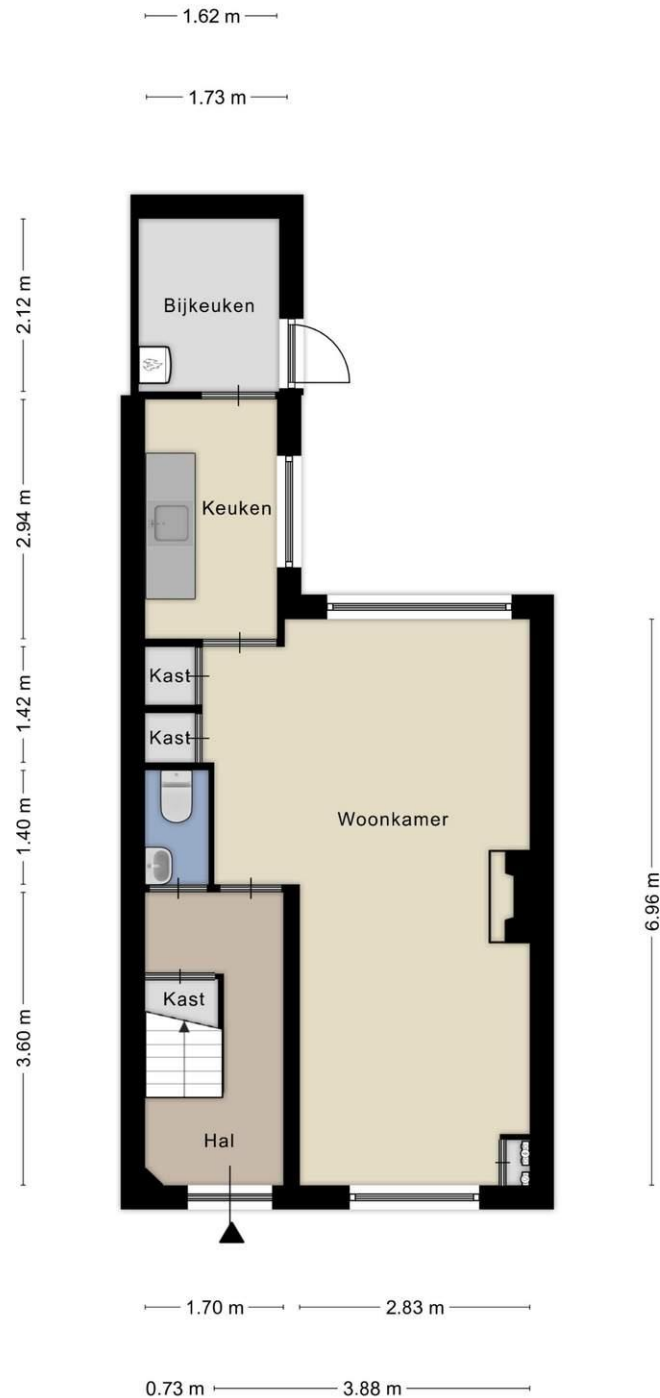 1.62 m
1.73 m
2.12 m
Bijkeuken
2.94 m
Keuken
1.42 m
Kast
Kast
1.40 m
Woonkamer
6.96 m
3.60 m
Kast
Hal
1.70 m
2.83 m
0.73 m
3.88 m